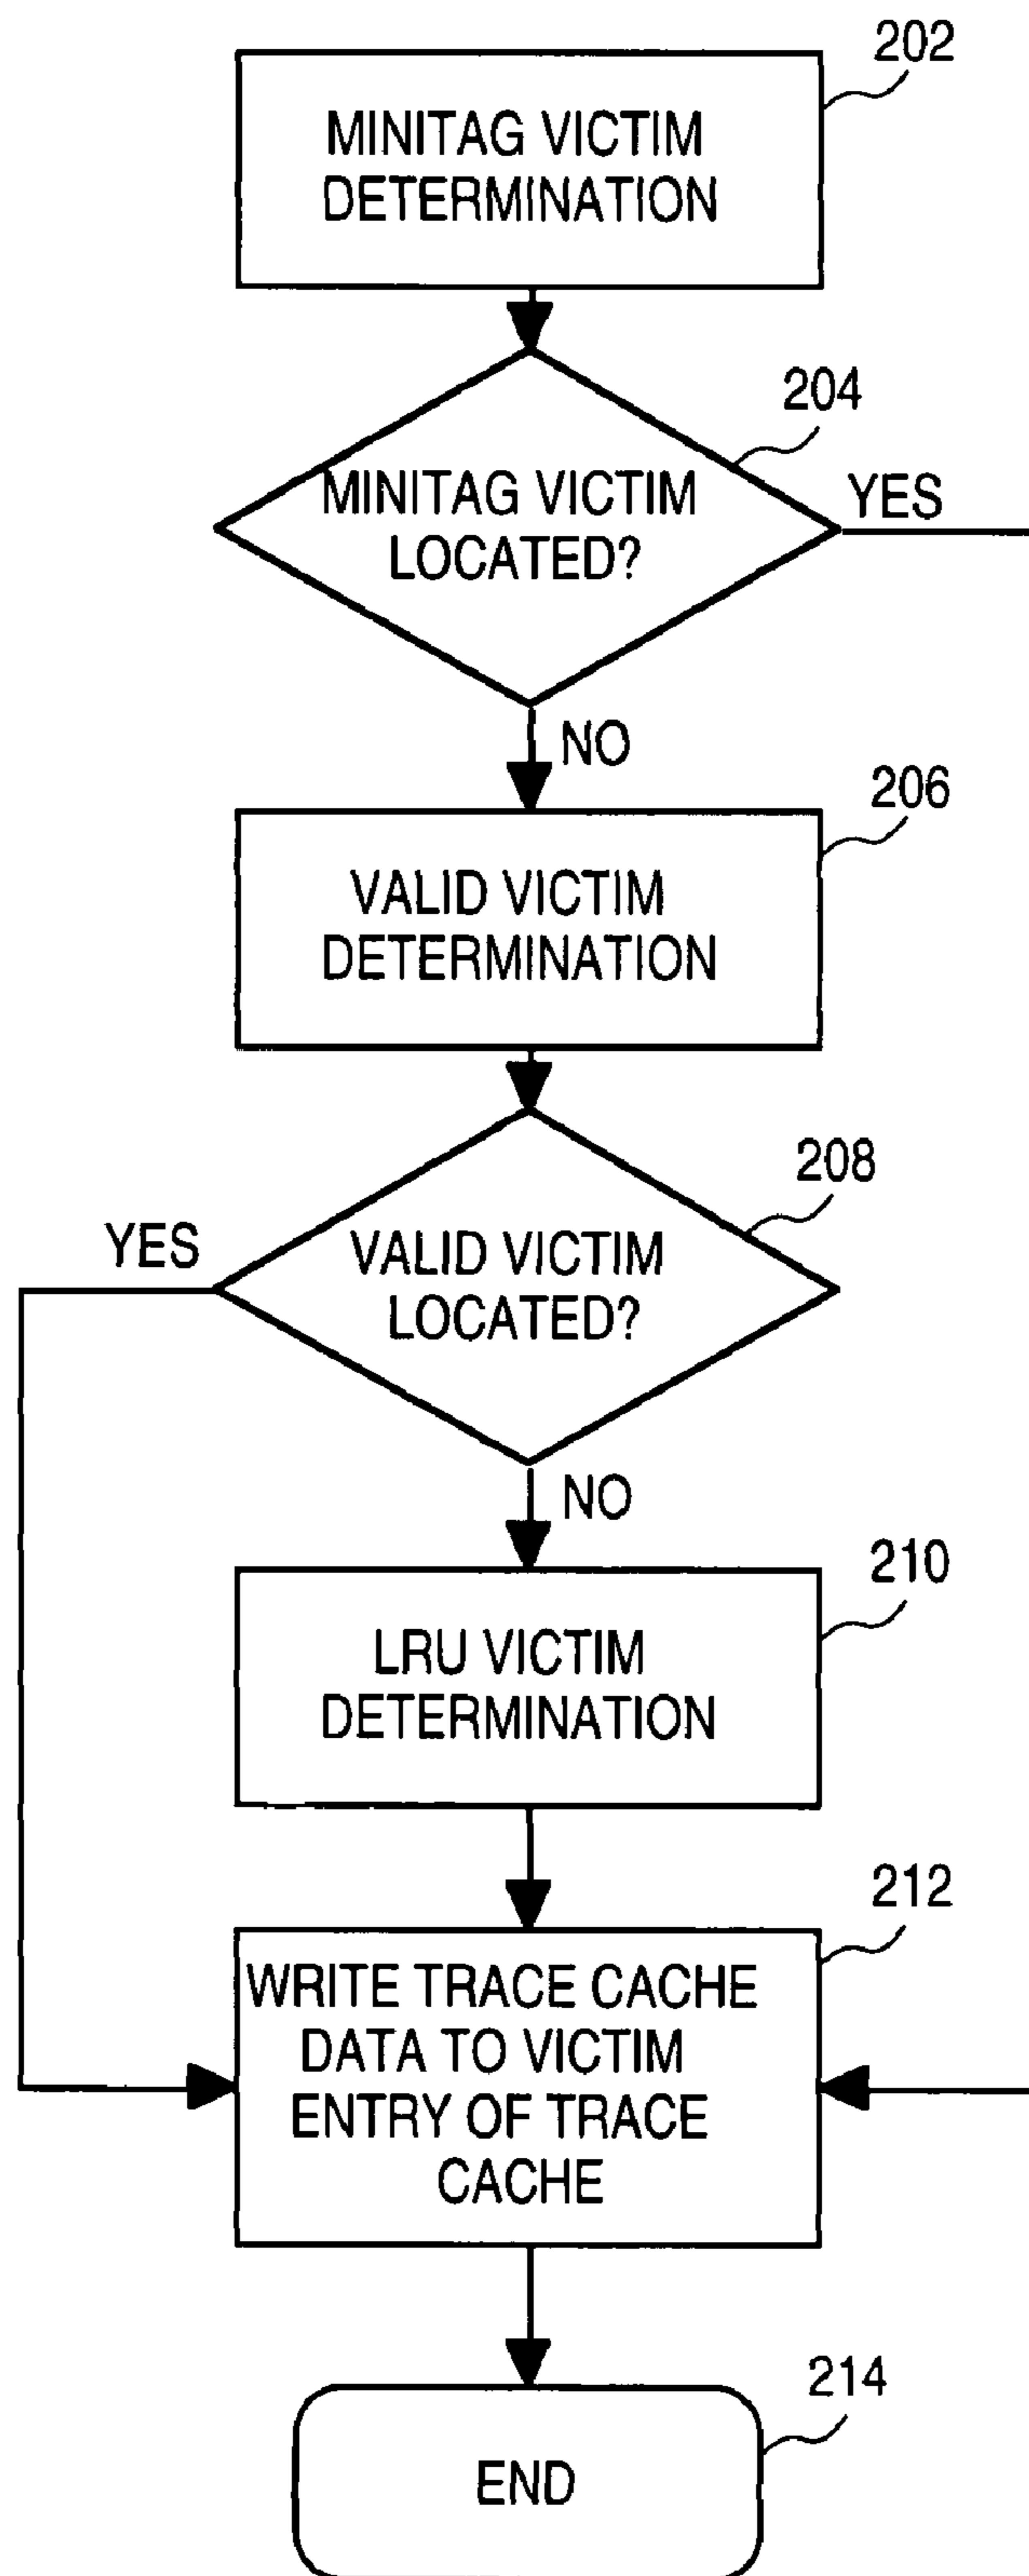 202
MINITAG VICTIM
DETERMINATION
204
MINITAG VICTIM
LOCATED?
YES
NO
206
VALID VICTIM
DETERMINATION
208
YES
VALID VICTIM
LOCATED?
NO
210
LRU VICTIM
DETERMINATION
212
WRITE TRACE CACHE
DATA TO VICTIM
ENTRY OF TRACE
CACHE
214
END